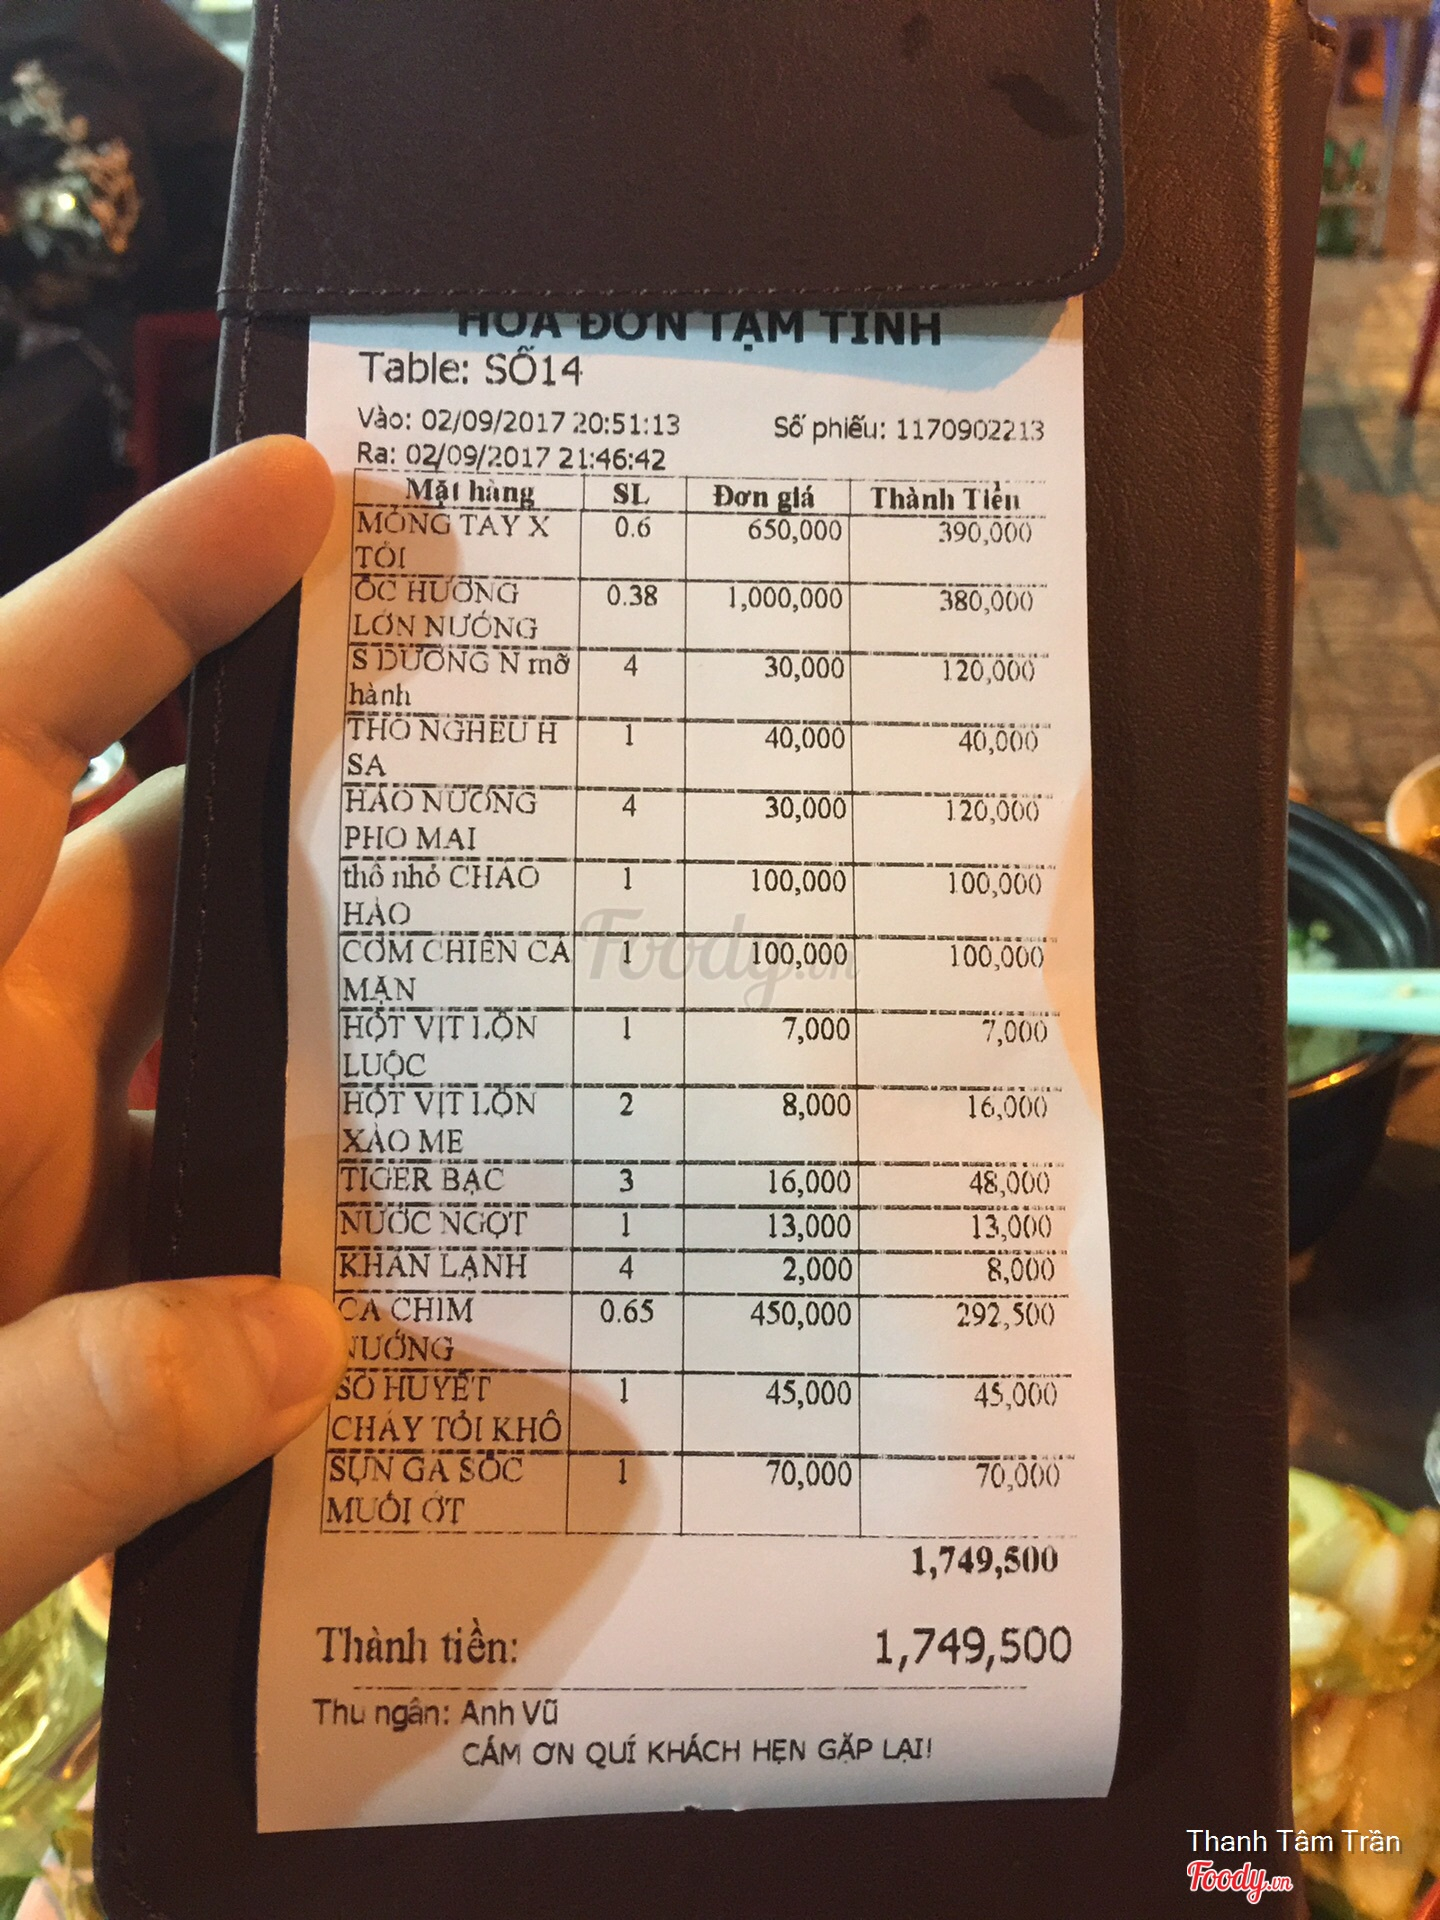 HÓA ĐƠN TẠM TÍNH
Table: SỐ14
Vào: 02/09/2017 20:51:13 Số phiếu: 1170902213
Ra: 02/09/2017 21:46:42
Mặt hàng SL Đơn giá Thành Tiền
MÓNG TAY X 0.6 650,000 390,000
TỎI
ỐC HƯƠNG 0.38 1,000,000 380,000
LỚN NƯỚNG
S DƯƠNG N mỡ 4 30,000 120,000
hành
THỐ NGHÊU H 1 40,000 40,000
SẢ
HÀO NƯỚNG 4 30,000 120,000
PHO MAI
thố nhỏ CHÁO 1 100,000 100,000
HÀO
CƠM CHIÊN CÁ 1 100,000 100,000
MẶN
HỘT VỊT LỘN 1 7,000 7,000
LUỘC
HỘT VỊT LỘN 2 8,000 16,000
XÀO ME
TIGER BẠC 3 16,000 48,000
NƯỚC NGỌT 1 13,000 13,000
KHĂN LẠNH 4 2,000 8,000
CÁ CHIM 0.65 450,000 292,500
NƯỚNG
SÒ HUYẾT 1 45,000 45,000
CHÁY TỎI KHÔ
SỤN GÀ SỐC 1 70,000 70,000
MUỐI ỚT
1,749,500
Thành tiền: 1,749,500
Thu ngân: Anh Vũ
CÁM ƠN QUÍ KHÁCH HẸN GẶP LẠI!
Foody.vn
Thanh Tâm Trần
Foody.vn